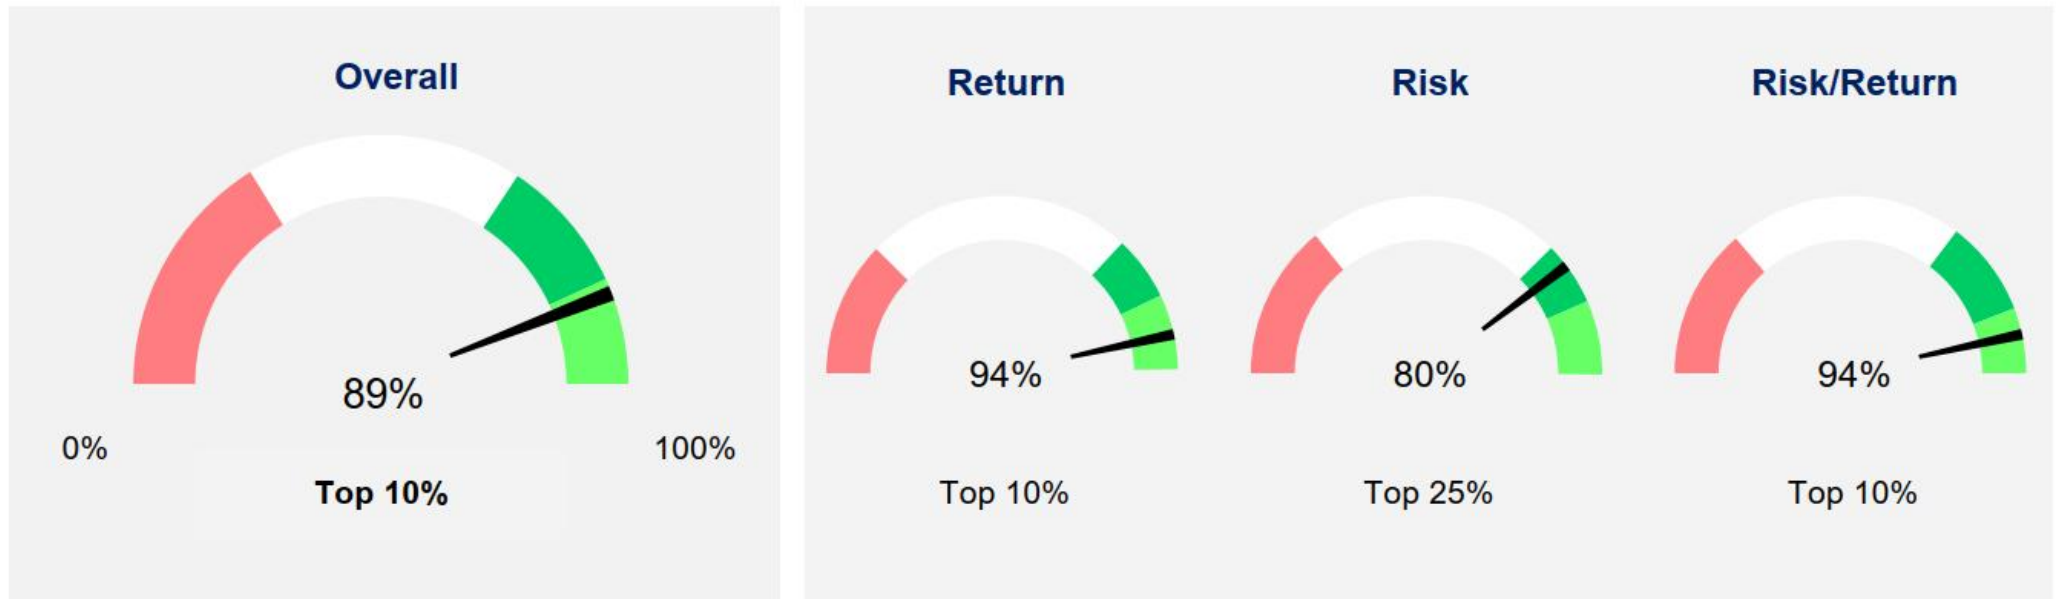 Overall
89%
0%
100%
Top 10%
Return
94%
Top 10%
Risk
80%
Top 25%
Risk/Return
94%
Top 10%